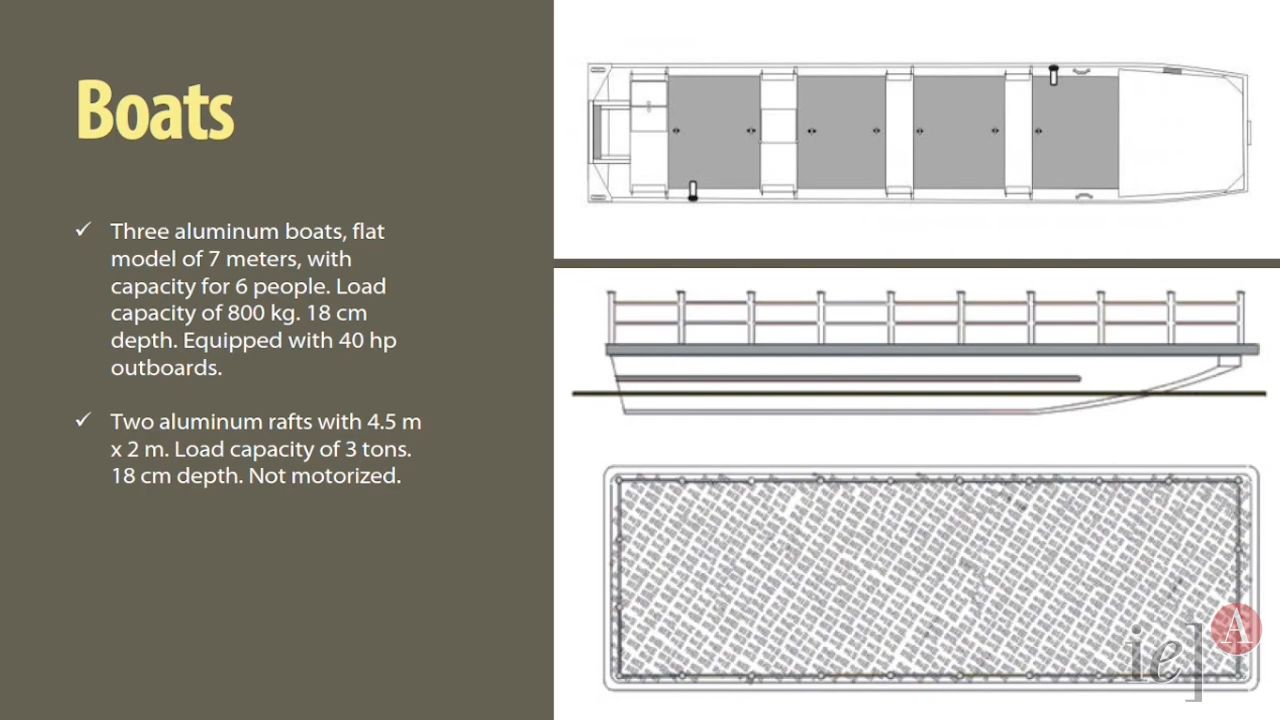 Boats
✓ Three aluminum boats, flat
model of 7 meters, with
capacity for 6 people. Load
capacity of 800 kg. 18 cm
depth. Equipped with 40 hp
outboards.
✓ Two aluminum rafts with 4.5 m
x 2 m. Load capacity of 3 tons.
18 cm depth. Not motorized.
ie] A